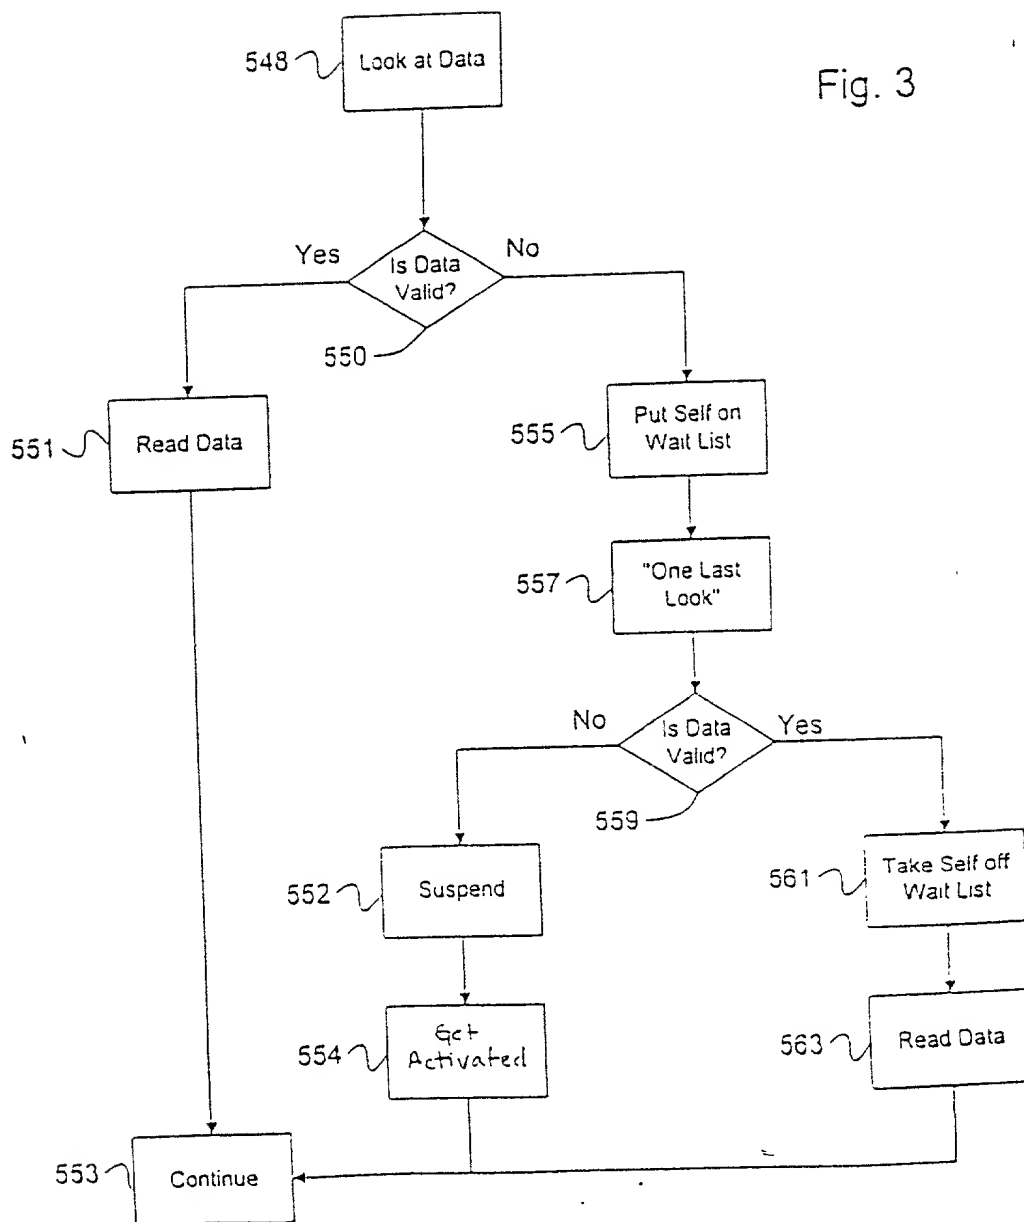 548
Look at Data
Fig. 3
Yes
No
Is Data
Valid?
550
551
Read Data
555
Put Self on
Wait List
557
"One Last
Look"
No
Yes
Is Data
Valid?
559
552
Suspend
561
Take Self off
Wait List
554
Get
Activated
563
Read Data
553
Continue